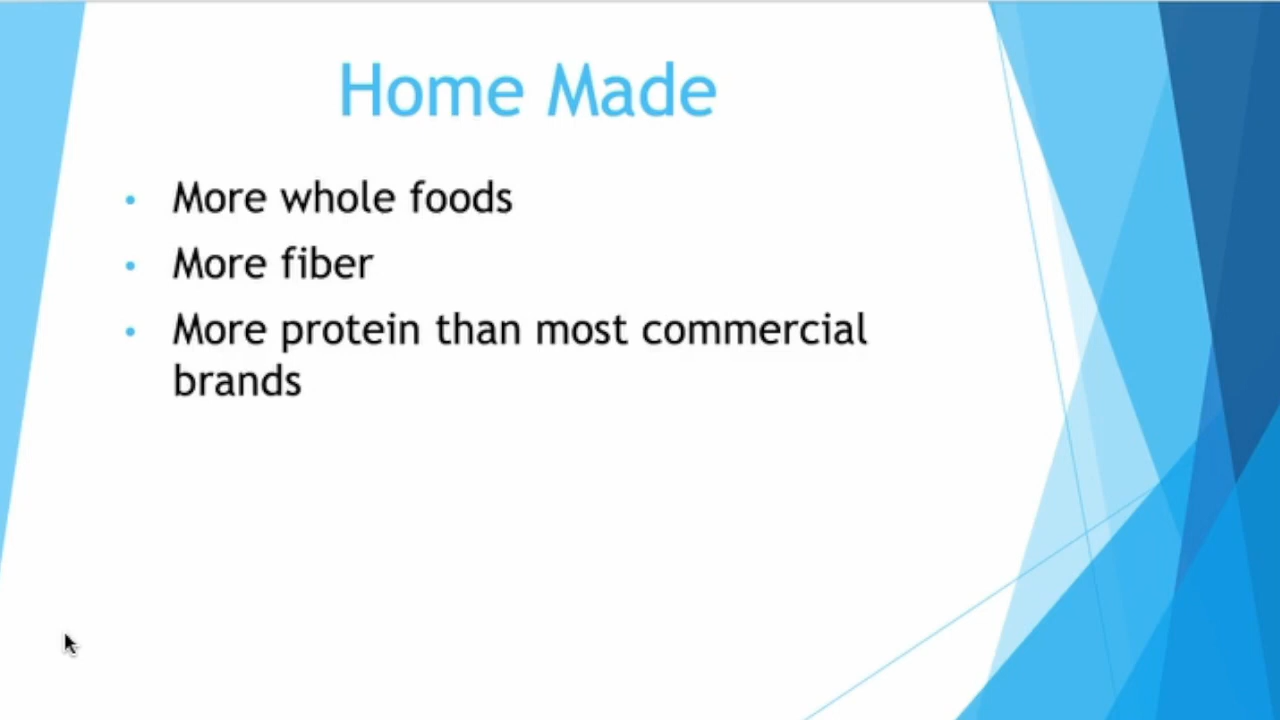 Home Made
• More whole foods
• More fiber
• More protein than most commercial
brands